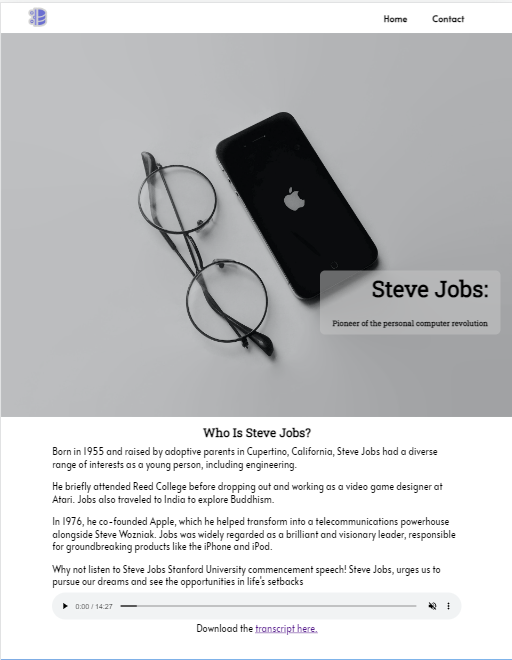 Home Contact
Steve Jobs:
Pioneer of the personal computer revolution
Who Is Steve Jobs?
Born in 1955 and raised by adoptive parents in Cupertino, California, Steve Jobs had a diverse
range of interests as a young person, including engineering.
He briefly attended Reed College before dropping out and working as a video game designer at
Atari. Jobs also traveled to India to explore Buddhism.
In 1976, he co-founded Apple, which he helped transform into a telecommunications powerhouse
alongside Steve Wozniak. Jobs was widely regarded as a brilliant and visionary leader, responsible
for groundbreaking products like the iPhone and iPod.
Why not listen to Steve Jobs Stanford University commencement speech! Steve Jobs, urges us to
pursue our dreams and see the opportunities in life's setbacks
0:00 / 14:27
Download the transcript here.